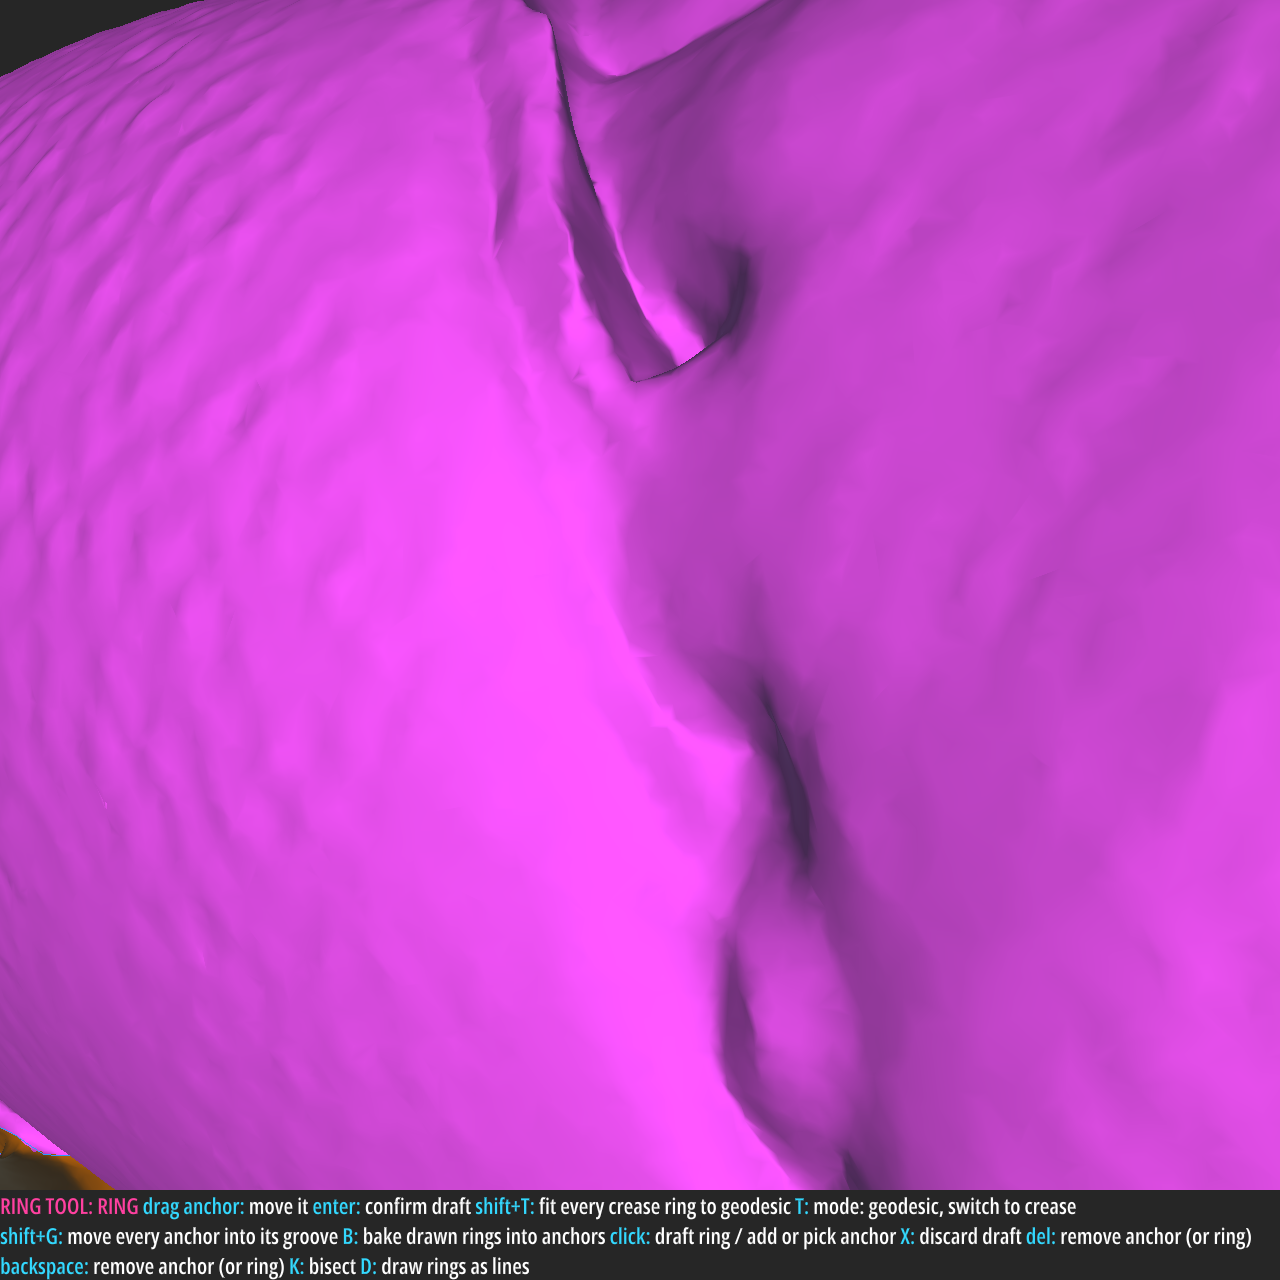 RING TOOL: RING drag anchor: move it enter: confirm draft shift+T: fit every crease ring to geodesic T: mode: geodesic, switch to crease
shift+G: move every anchor into its groove B: bake drawn rings into anchors click: draft ring / add or pick anchor X: discard draft del: remove anchor (or ring)
backspace: remove anchor (or ring) K: bisect D: draw rings as lines